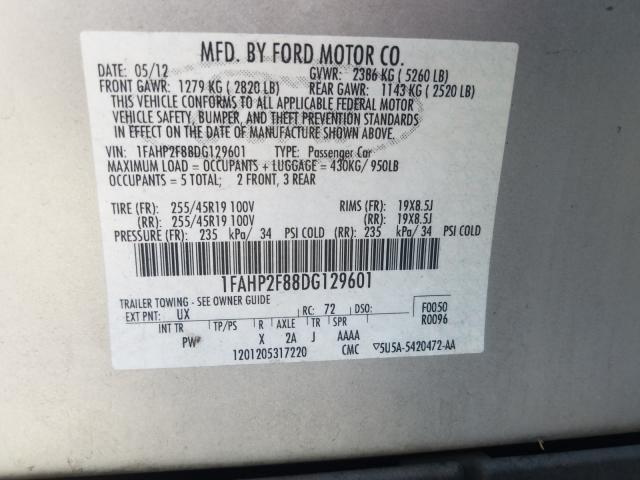 MFD. BY FORD MOTOR CO.
DATE: 05/12 GVWR: 2386 KG ( 5260 LB)
FRONT GAWR: 1279 KG ( 2820 LB) REAR GAWR: 1143 KG ( 2520 LB)
THIS VEHICLE CONFORMS TO ALL APPLICABLE FEDERAL MOTOR
VEHICLE SAFETY, BUMPER, AND THEFT PREVENTION STANDARDS
IN EFFECT ON THE DATE OF MANUFACTURE SHOWN ABOVE.
VIN: 1FAHP2F88DG129601 TYPE: Passenger Car
MAXIMUM LOAD = OCCUPANTS + LUGGAGE = 430KG/ 950LB
OCCUPANTS = 5 TOTAL; 2 FRONT, 3 REAR
TIRE (FR): 255/45R19 100V RIMS (FR): 19X8.5J
(RR): 255/45R19 100V (RR): 19X8.5J
PRESSURE (FR): 235 kPa/ 34 PSI COLD (RR): 235 kPa/ 34 PSI COLD
1FAHP2F88DG129601
TRAILER TOWING - SEE OWNER GUIDE
EXT PNT: UX RC: 72 DSO: F0050
R0096
INT TR TP/PS R AXLE TR SPR
PW X 2A J AAAA
1201205317220 CMC ▽5U5A-5420472-AA